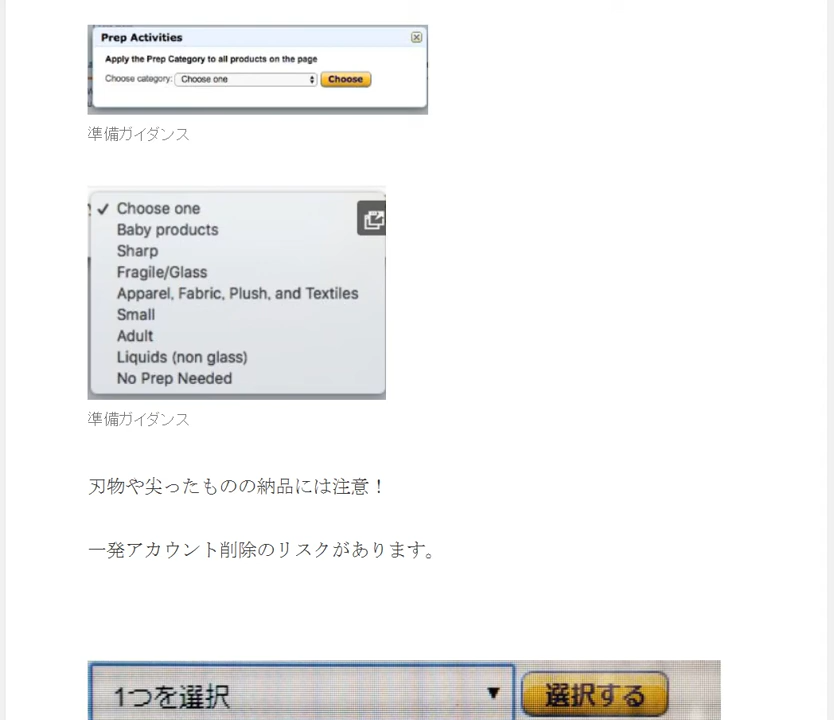 Prep Activities
Apply the Prep Category to all products on the page
Choose category: Choose one Choose
準備ガイダンス
✓ Choose one
Baby products
Sharp
Fragile/Glass
Apparel, Fabric, Plush, and Textiles
Small
Adult
Liquids (non glass)
No Prep Needed
準備ガイダンス
刃物や尖ったものの納品には注意！
一発アカウント削除のリスクがあります。
1つを選択 ▼ 選択する